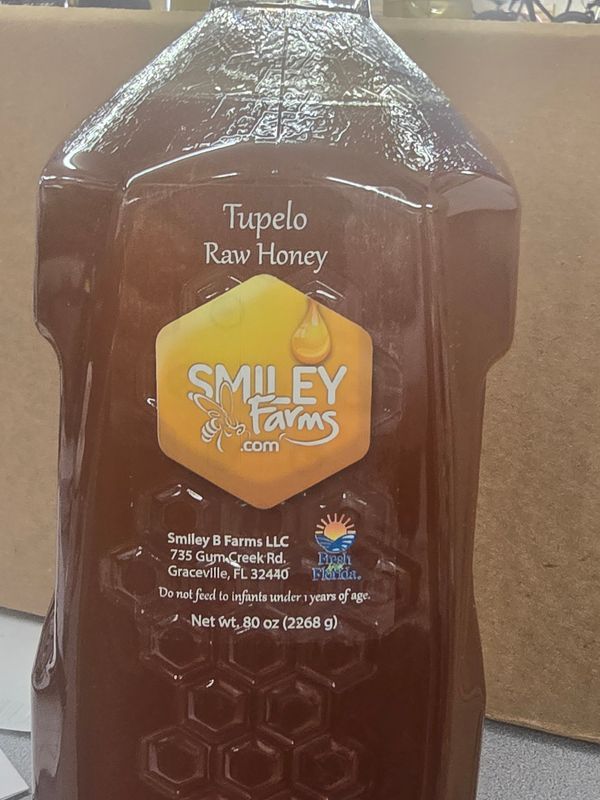 Tupelo
Raw Honey
SMILEY
Farms
.com
Smiley B Farms LLC
735 Gum Creek Rd.
Graceville, FL 32440
Fresh
Florida.
Do not feed to infants under 1 years of age.
Net wt. 80 oz (2268 g)